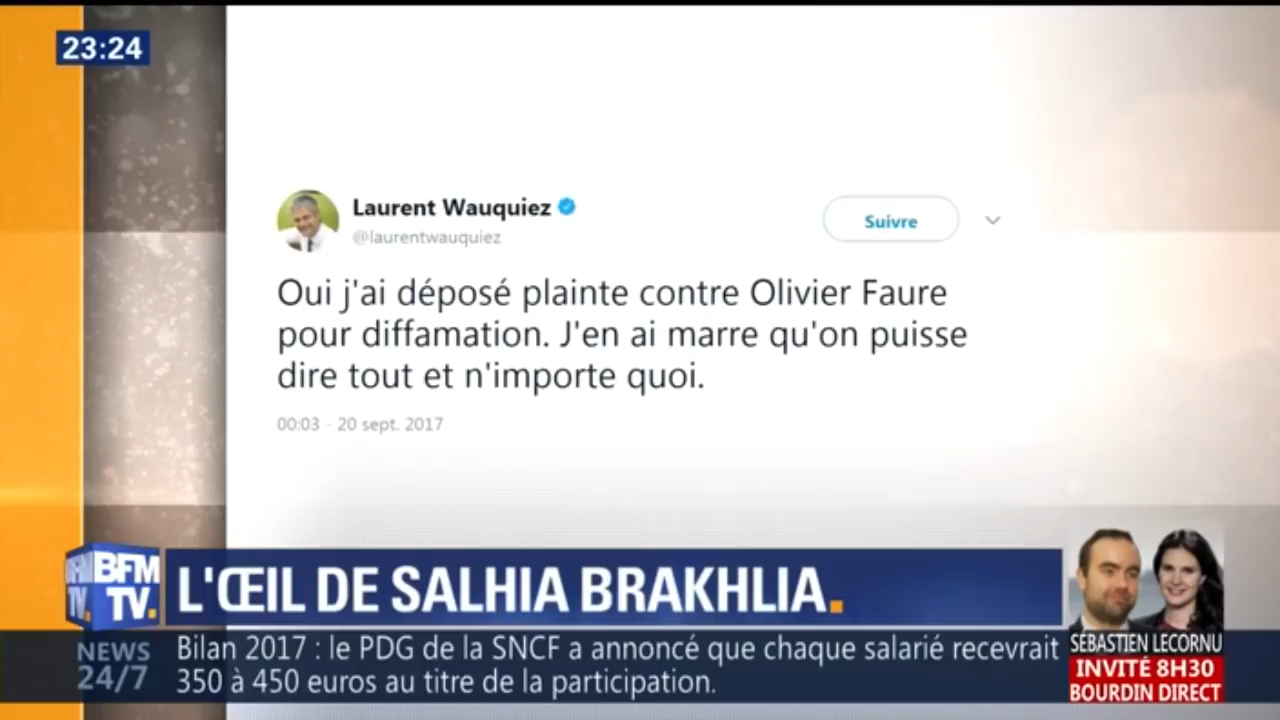 23:24
Laurent Wauquiez
@laurentwauquiez
Suivre
Oui j'ai déposé plainte contre Olivier Faure
pour diffamation. J'en ai marre qu'on puisse
dire tout et n'importe quoi.
00:03 - 20 sept. 2017
BFM
TV.
L'ŒIL DE SALHIA BRAKHLIA.
NEWS
24/7
Bilan 2017 : le PDG de la SNCF a annoncé que chaque salarié recevrait
350 à 450 euros au titre de la participation.
SÉBASTIEN LECORNU
INVITÉ 8H30
BOURDIN DIRECT